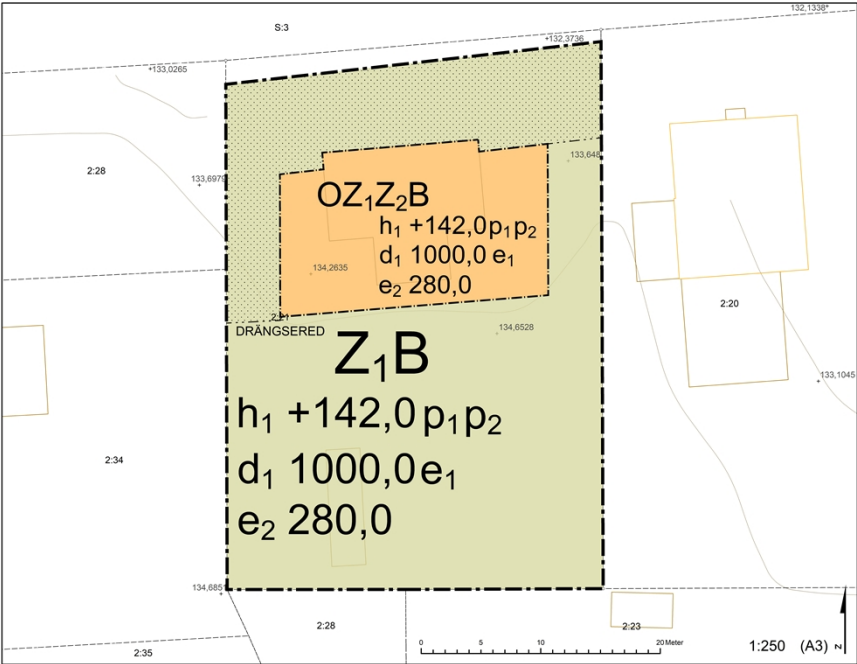 132,1338
S:3
132,3736
133,0265
133,648
2:28
133,6979
OZ₁Z₂B
h₁ +142,0 p₁p₂
d₁ 1000,0 e₁
e₂ 280,0
134,2635
2:20
2:21
DRÄNGSERED
134,6528
Z₁B
133,1045
h₁ +142,0 p₁p₂
2:34
d₁ 1000,0 e₁
e₂ 280,0
134,685
2:28
2:23
2:35
0 5 10 20 Meter
1:250 (A3) N